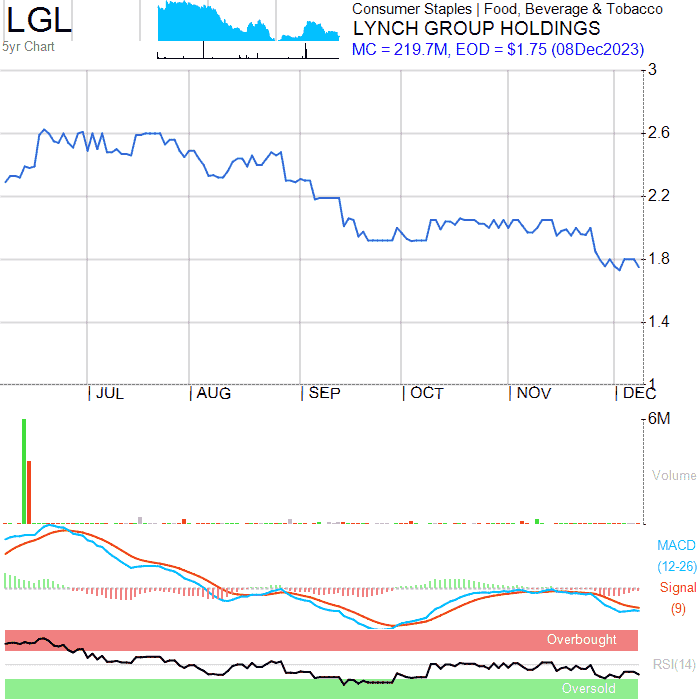 LGL
5yr Chart
Consumer Staples | Food, Beverage & Tobacco
LYNCH GROUP HOLDINGS
MC = 219.7M, EOD = $1.75 (08Dec2023)
3
2.6
2.2
1.8
1.4
1
JUL AUG SEP OCT NOV DEC
6M
Volume
MACD
(12-26)
Signal
(9)
Overbought
RSI(14)
Oversold